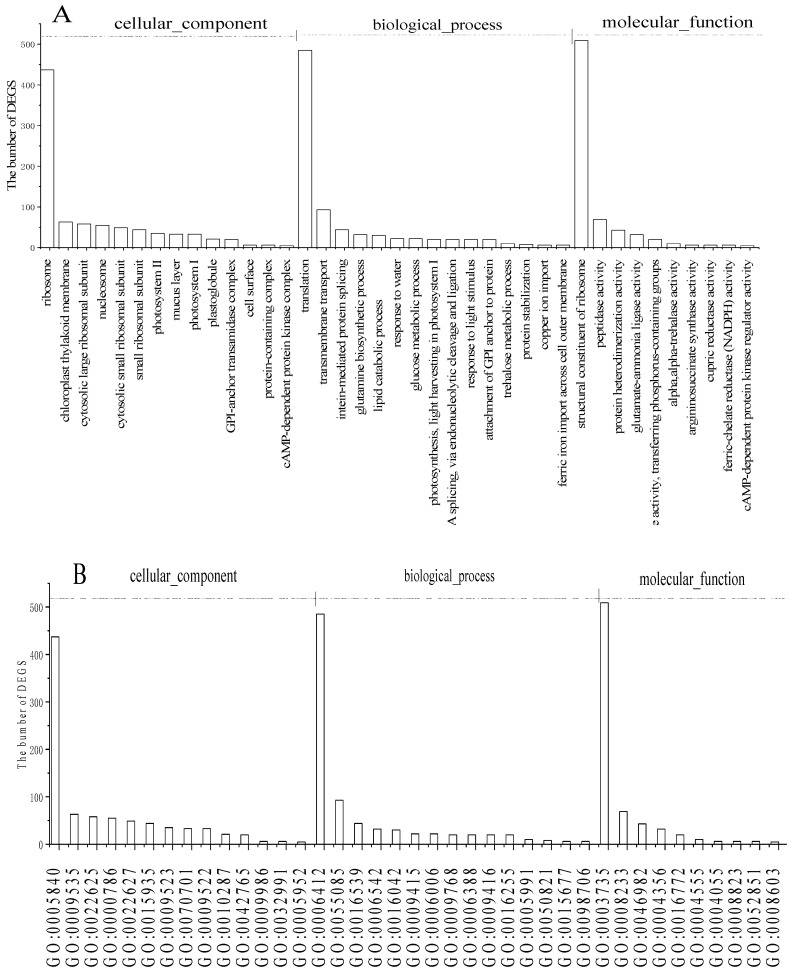 A
cellular_component
biological_process
molecular_function
The bumber of DEGS
500
400
300
200
100
0
ribosome
chloroplast thylakoid membrane
cytosolic large ribosomal subunit
nucleosome
cytosolic small ribosomal subunit
small ribosomal subunit
photosystem II
mucus layer
photosystem I
plastoglobule
GPI-anchor transamidase complex
cell surface
protein-containing complex
cAMP-dependent protein kinase complex
translation
transmembrane transport
intein-mediated protein splicing
glutamine biosynthetic process
lipid catabolic process
response to water
glucose metabolic process
photosynthesis, light harvesting in photosystem I
A splicing, via endonucleolytic cleavage and ligation
response to light stimulus
attachment of GPI anchor to protein
trehalose metabolic process
protein stabilization
copper ion import
ferric iron import across cell outer membrane
structural constituent of ribosome
peptidase activity
protein heterodimerization activity
glutamate-ammonia ligase activity
e activity, transferring phosphorus-containing groups
alpha,alpha-trehalase activity
argininosuccinate synthase activity
cupric reductase activity
ferric-chelate reductase (NADPH) activity
cAMP-dependent protein kinase regulator activity
B
cellular_component
biological_process
molecular_function
The bumber of DEGS
500
400
300
200
100
0
GO:0005840
GO:0009535
GO:0022625
GO:0000786
GO:0022627
GO:0015935
GO:0009523
GO:0070701
GO:0009522
GO:0010287
GO:0042765
GO:0009986
GO:0032991
GO:0005952
GO:0006412
GO:0055085
GO:0016539
GO:0006542
GO:0016042
GO:0009415
GO:0006006
GO:0009768
GO:0006388
GO:0009416
GO:0016255
GO:0005991
GO:0050821
GO:0015677
GO:0098706
GO:0003735
GO:0008233
GO:0046982
GO:0004356
GO:0016772
GO:0004555
GO:0004055
GO:0008823
GO:0052851
GO:0008603